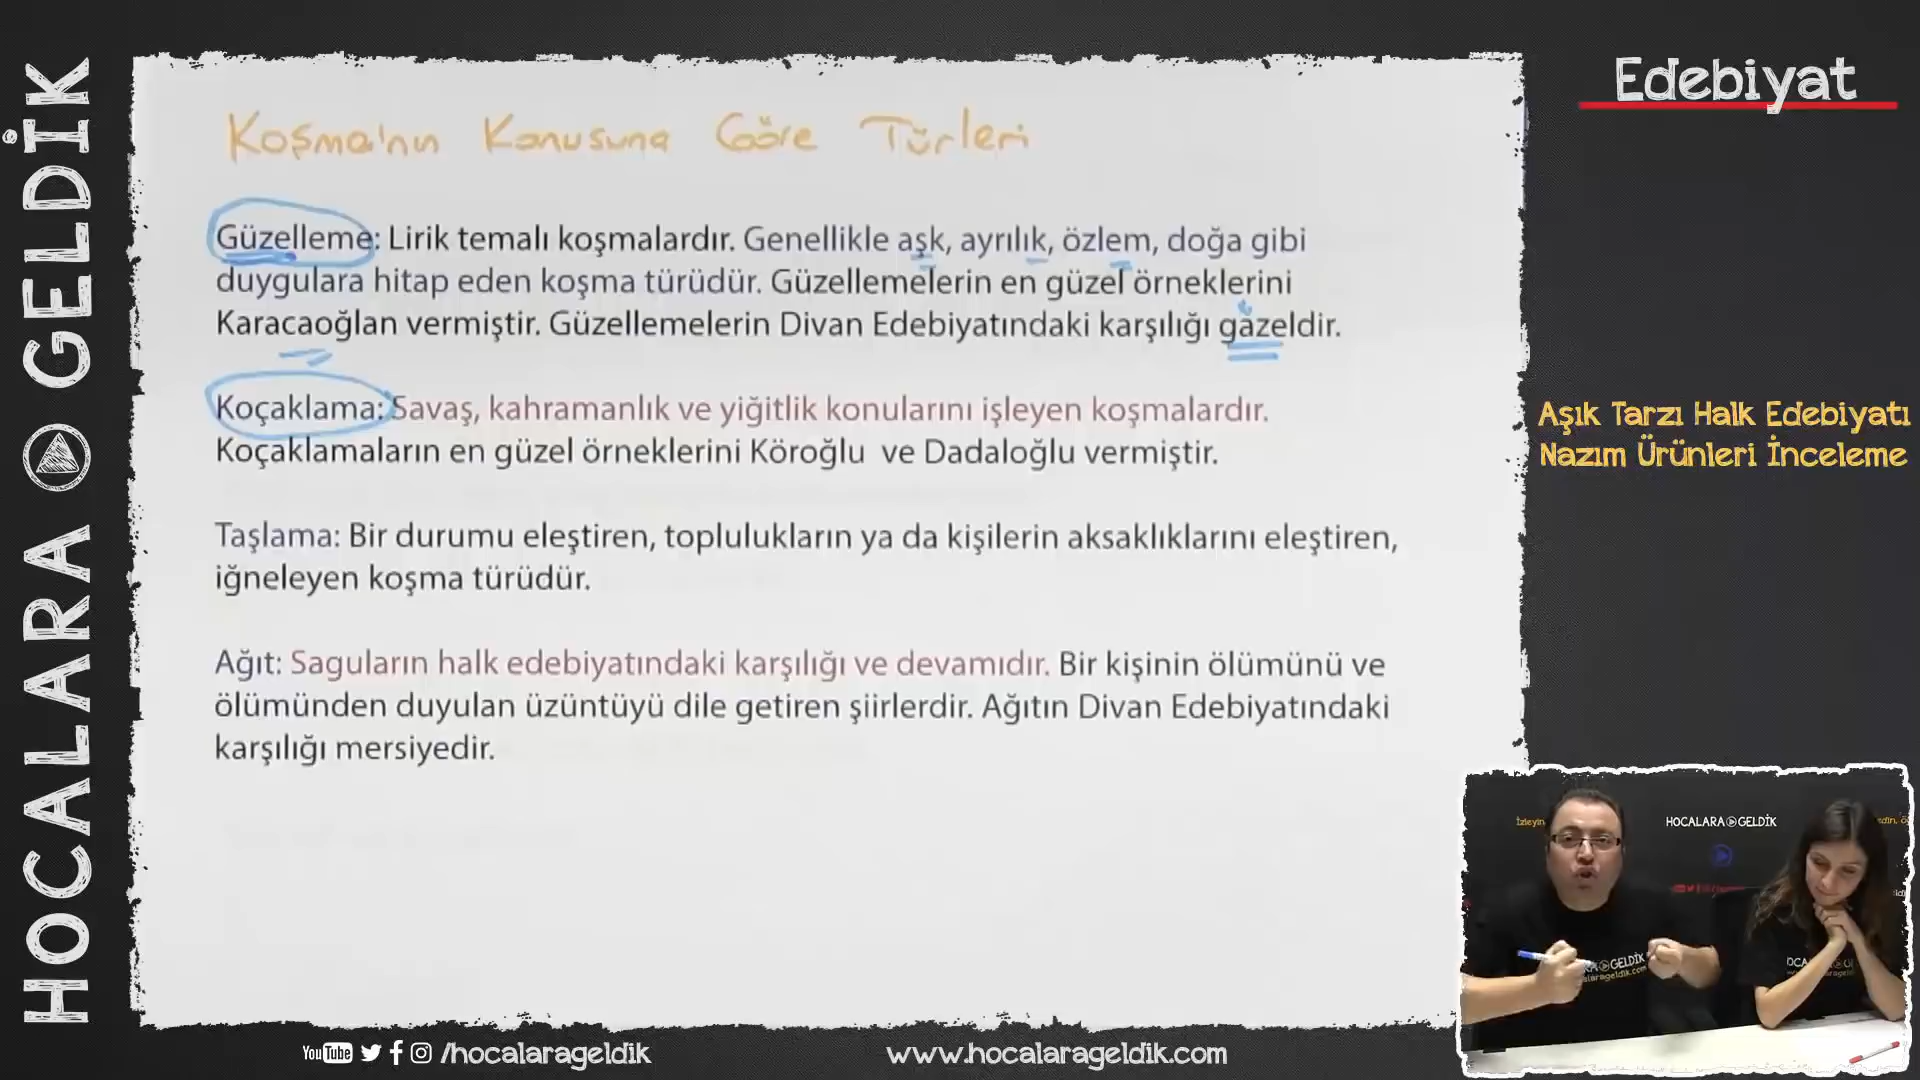 HOCALARA GELDİK
Edebiyat
Koşma'nın Konusuna Göre Türleri
Güzelleme: Lirik temalı koşmalardır. Genellikle aşk, ayrılık, özlem, doğa gibi
duygulara hitap eden koşma türüdür. Güzellemelerin en güzel örneklerini
Karacaoğlan vermiştir. Güzellemelerin Divan Edebiyatındaki karşılığı gazeldir.
Koçaklama: Savaş, kahramanlık ve yiğitlik konularını işleyen koşmalardır.
Koçaklamaların en güzel örneklerini Köroğlu ve Dadaloğlu vermiştir.
Taşlama: Bir durumu eleştiren, toplulukların ya da kişilerin aksaklıklarını eleştiren,
iğneleyen koşma türüdür.
Ağıt: Saguların halk edebiyatındaki karşılığı ve devamıdır. Bir kişinin ölümünü ve
ölümünden duyulan üzüntüyü dile getiren şiirlerdir. Ağıtın Divan Edebiyatındaki
karşılığı mersiyedir.
Aşık Tarzı Halk Edebiyatı
Nazım Ürünleri İnceleme
HOCALARA GELDİK
GELDİK
YouTube /hocalarageldik
www.hocalarageldik.com